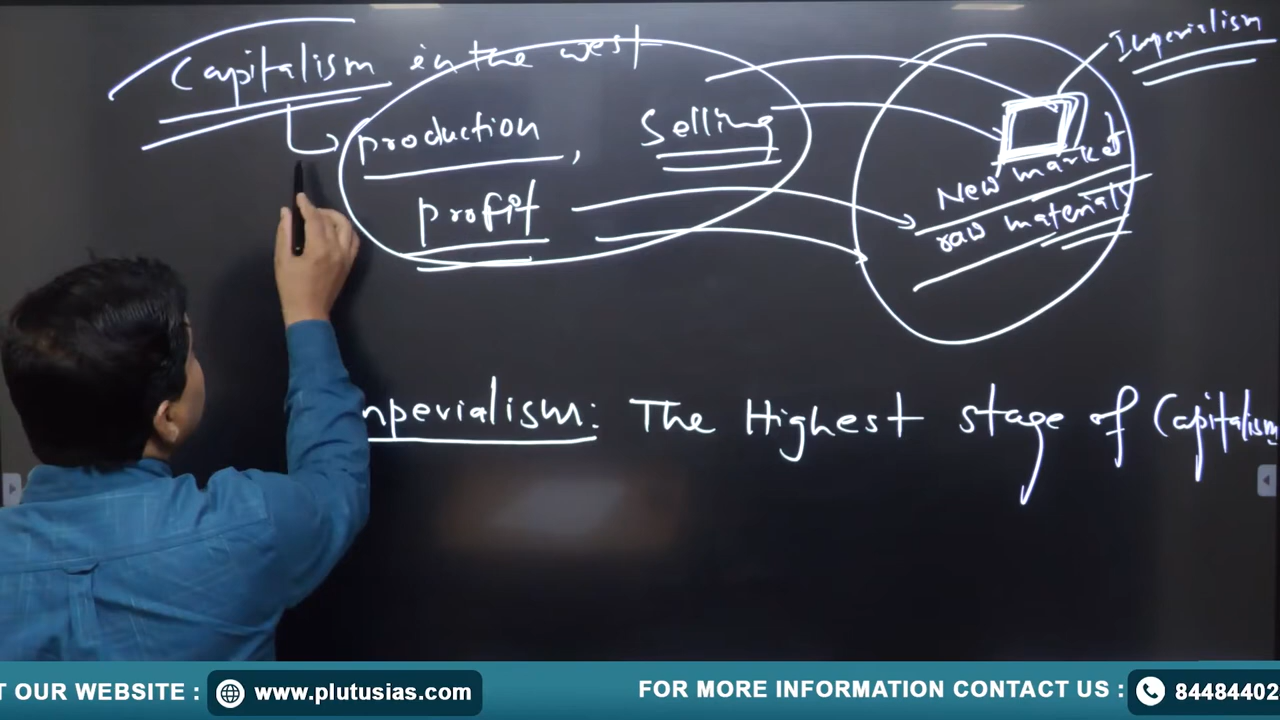 Capitalism in the west
Imperialism
production, Selling
profit
New market
raw materials
mperialism: The Highest stage of Capitalism
T OUR WEBSITE : www.plutusias.com
FOR MORE INFORMATION CONTACT US : 84484402